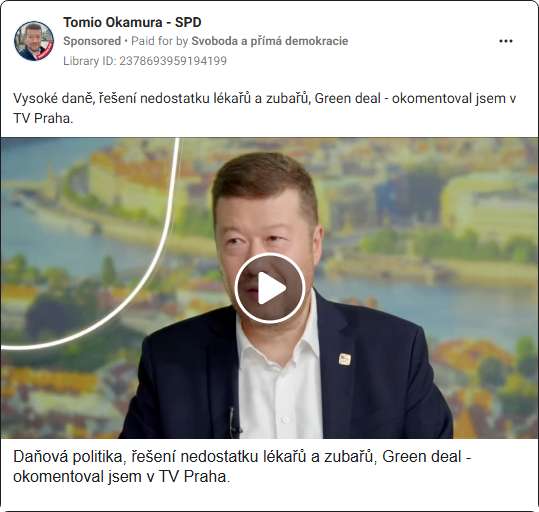 Tomio Okamura - SPD
Sponsored • Paid for by Svoboda a přímá demokracie
Library ID: 2378693959194199
Vysoké daně, řešení nedostatku lékařů a zubařů, Green deal - okomentoval jsem v
TV Praha.
Daňová politika, řešení nedostatku lékařů a zubařů, Green deal -
okomentoval jsem v TV Praha.